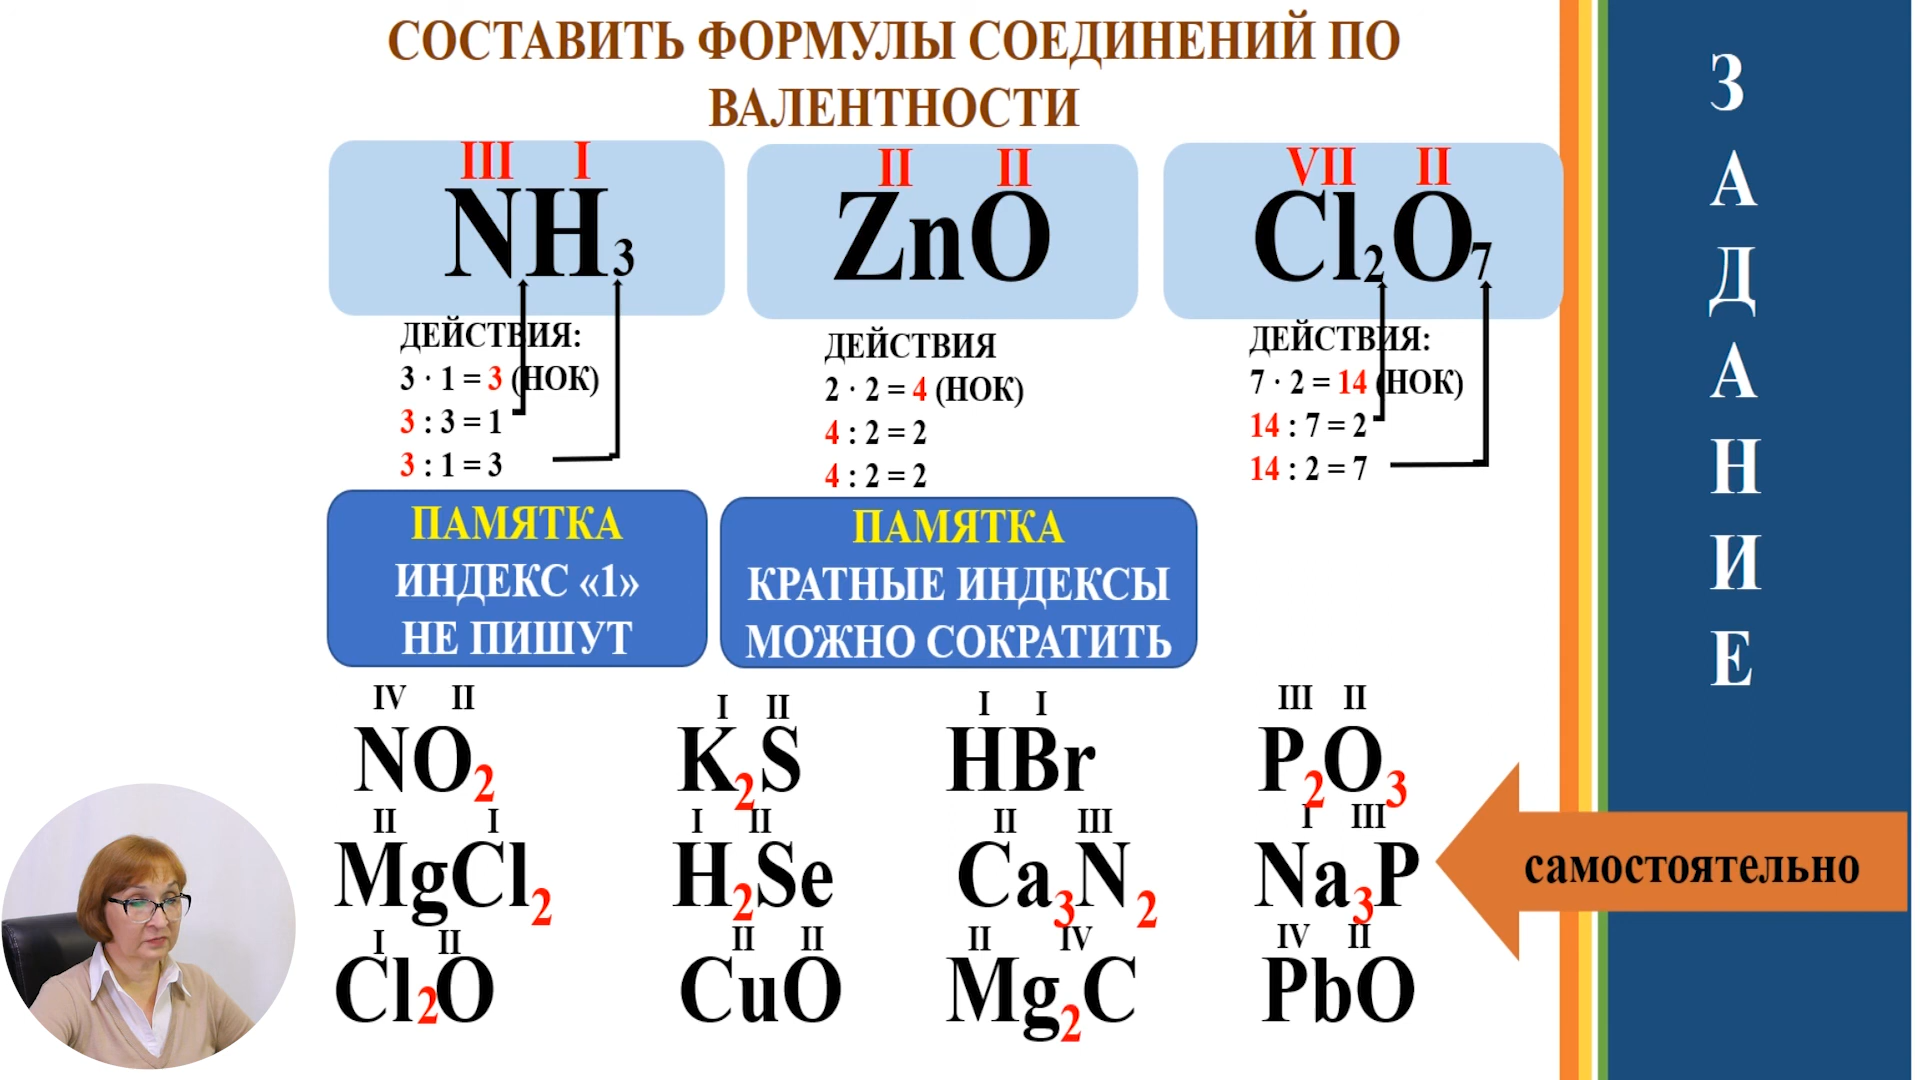 СОСТАВИТЬ ФОРМУЛЫ СОЕДИНЕНИЙ ПО
ВАЛЕНТНОСТИ
III I
NH3
ДЕЙСТВИЯ:
3 · 1 = 3 (НОК)
3 : 3 = 1
3 : 1 = 3
II II
ZnO
ДЕЙСТВИЯ
2 · 2 = 4 (НОК)
4 : 2 = 2
4 : 2 = 2
VII II
Cl2O7
ДЕЙСТВИЯ:
7 · 2 = 14 (НОК)
14 : 7 = 2
14 : 2 = 7
ПАМЯТКА
ИНДЕКС «1»
НЕ ПИШУТ
ПАМЯТКА
КРАТНЫЕ ИНДЕКСЫ
МОЖНО СОКРАТИТЬ
IV II I II I I III II
NO2 K2S HBr P2O3
II I I II II III I III
MgCl2 H2Se Ca3N2 Na3P
I II II II II IV IV II
Cl2O CuO Mg2C PbO
ЗАДАНИЕ
самостоятельно